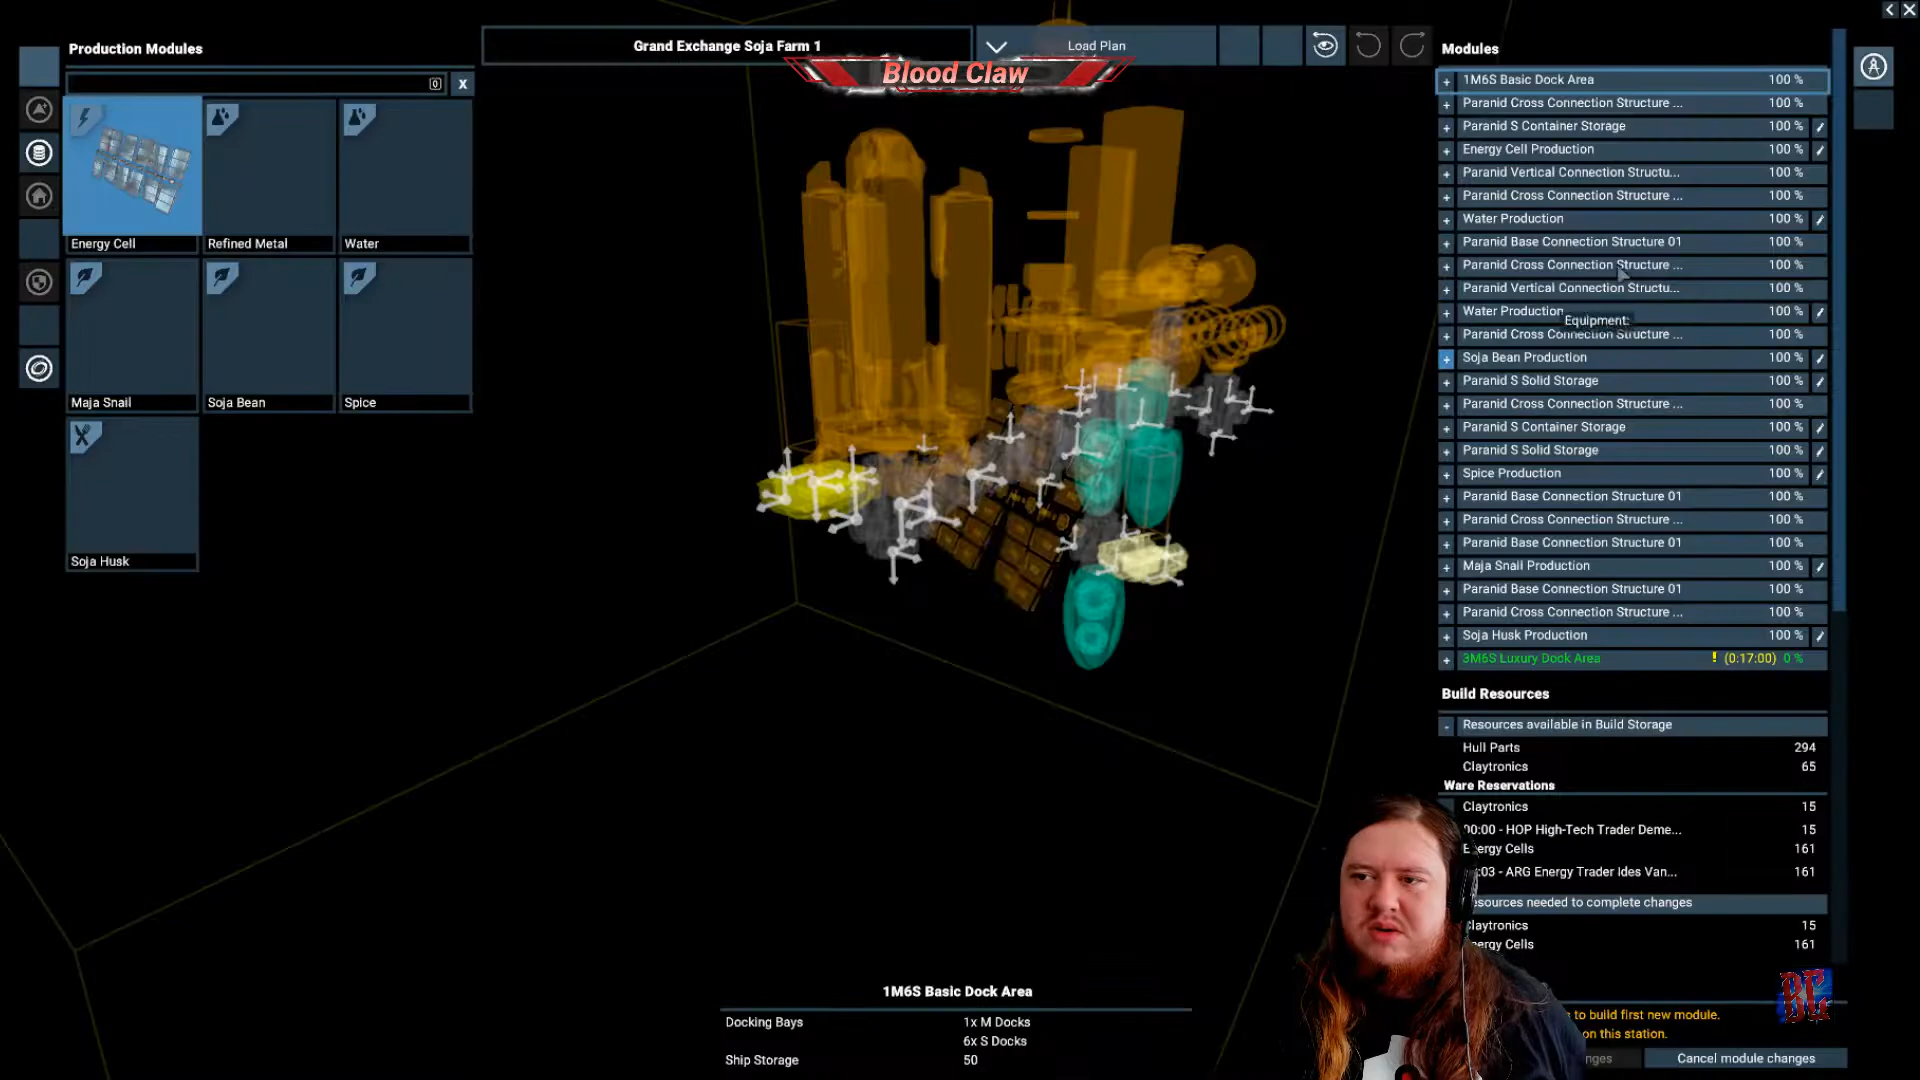 Production Modules
0
X
Energy Cell
Refined Metal
Water
Maja Snail
Soja Bean
Spice
Soja Husk
Grand Exchange Soja Farm 1
Load Plan
Blood Claw
Modules
1M6S Basic Dock Area 100 %
Paranid Cross Connection Structure ... 100 %
Paranid S Container Storage 100 %
Energy Cell Production 100 %
Paranid Vertical Connection Structu... 100 %
Paranid Cross Connection Structure ... 100 %
Water Production 100 %
Paranid Base Connection Structure 01 100 %
Paranid Cross Connection Structure ... 100 %
Paranid Vertical Connection Structu... 100 %
Water Production 100 %
Equipment:
Paranid Cross Connection Structure ... 100 %
Soja Bean Production 100 %
Paranid S Solid Storage 100 %
Paranid Cross Connection Structure ... 100 %
Paranid S Container Storage 100 %
Paranid S Solid Storage 100 %
Spice Production 100 %
Paranid Base Connection Structure 01 100 %
Paranid Cross Connection Structure ... 100 %
Paranid Base Connection Structure 01 100 %
Maja Snail Production 100 %
Paranid Base Connection Structure 01 100 %
Paranid Cross Connection Structure ... 100 %
Soja Husk Production 100 %
3M6S Luxury Dock Area ! (0:17:00) 0 %
Build Resources
Resources available in Build Storage
Hull Parts 294
Claytronics 65
Ware Reservations
Claytronics 15
00:00 - HOP High-Tech Trader Deme... 15
Energy Cells 161
:03 - ARG Energy Trader Ides Van... 161
esources needed to complete changes
Claytronics 15
nergy Cells 161
BC
s to build first new module.
on this station.
nges
Cancel module changes
1M6S Basic Dock Area
Docking Bays 1x M Docks
6x S Docks
Ship Storage 50